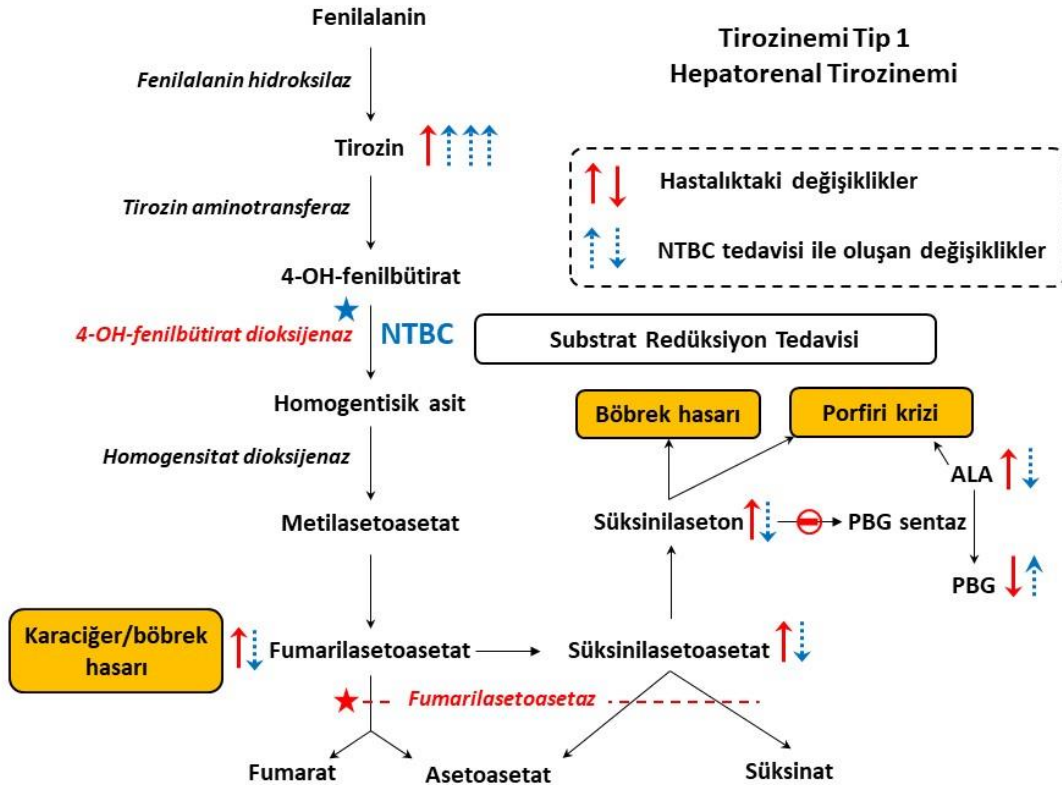 Fenilalanin
Tirozinemi Tip 1
Hepatorenal Tirozinemi
Fenilalanin hidroksilaz
Tirozin
Hastalıktaki değişiklikler
Tirozin aminotransferaz
NTBC tedavisi ile oluşan değişiklikler
4-OH-fenilbütirat
4-OH-fenilbütirat dioksijenaz
NTBC
Substrat Redüksiyon Tedavisi
Homogentisik asit
Böbrek hasarı
Porfiri krizi
Homogensitat dioksijenaz
ALA
Metilasetoasetat
Süksinilaseton
PBG sentaz
PBG
Karaciğer/böbrek
hasarı
Fumarilasetoasetat
Süksinilasetoasetat
Fumarilasetoasetaz
Fumarat
Asetoasetat
Süksinat